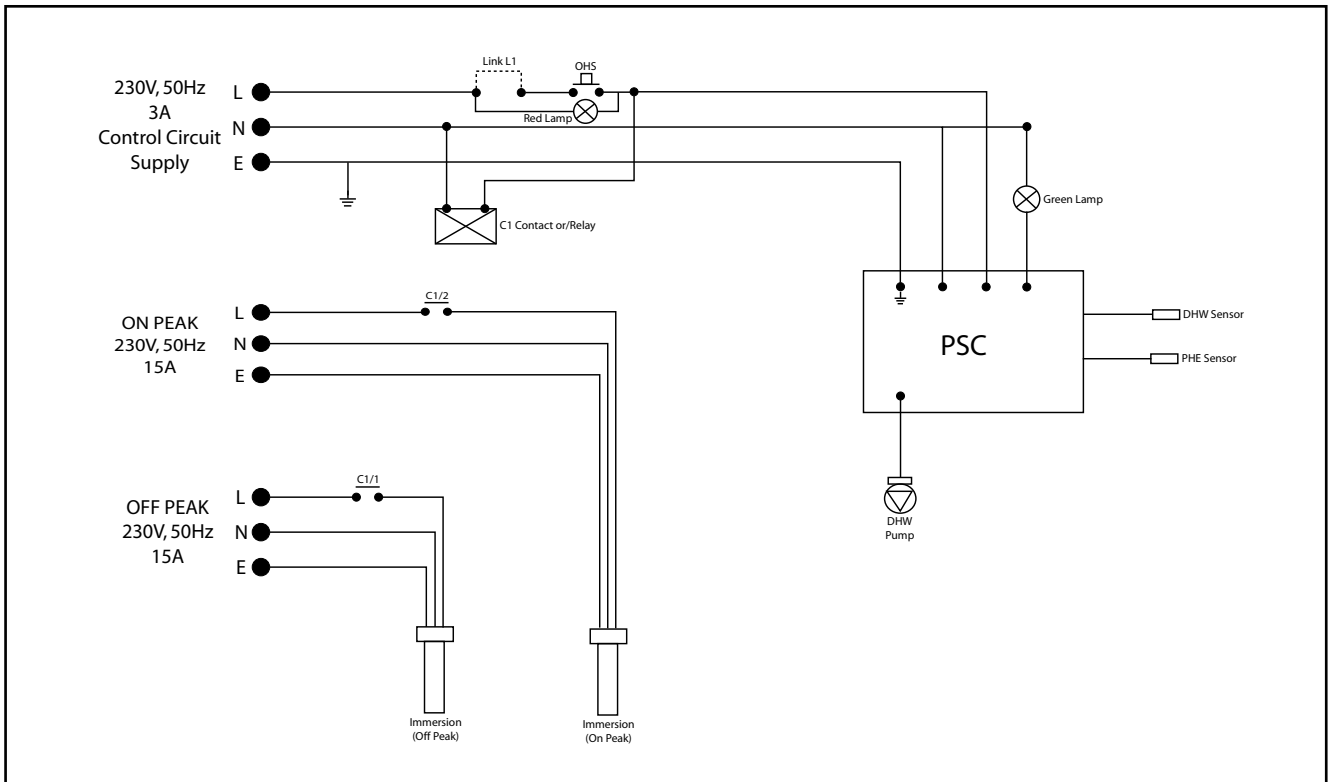 230V, 50Hz
3A
Control Circuit
Supply
L
N
E
Link L1
OHS
Red Lamp
C1 Contact or/Relay
Green Lamp
ON PEAK
230V, 50Hz
15A
L
N
E
C1/2
PSC
DHW Sensor
PHE Sensor
DHW
Pump
OFF PEAK
230V, 50Hz
15A
L
N
E
C1/1
Immersion
(Off Peak)
Immersion
(On Peak)